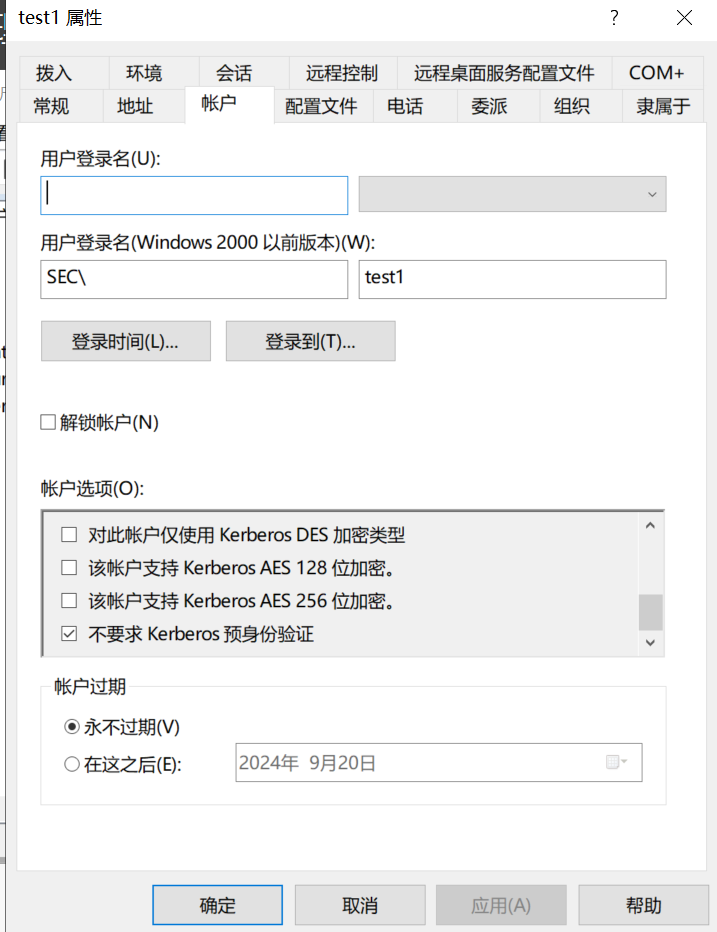 test1 属性
拨入 环境 会话 远程控制 远程桌面服务配置文件 COM+
常规 地址 帐户 配置文件 电话 委派 组织 隶属于
用户登录名(U):
用户登录名(Windows 2000 以前版本)(W):
SEC\ test1
登录时间(L)... 登录到(T)...
解锁帐户(N)
帐户选项(O):
对此帐户仅使用 Kerberos DES 加密类型
该帐户支持 Kerberos AES 128 位加密。
该帐户支持 Kerberos AES 256 位加密。
不要求 Kerberos 预身份验证
帐户过期
永不过期(V)
在这之后(E): 2024年 9月20日
确定 取消 应用(A) 帮助